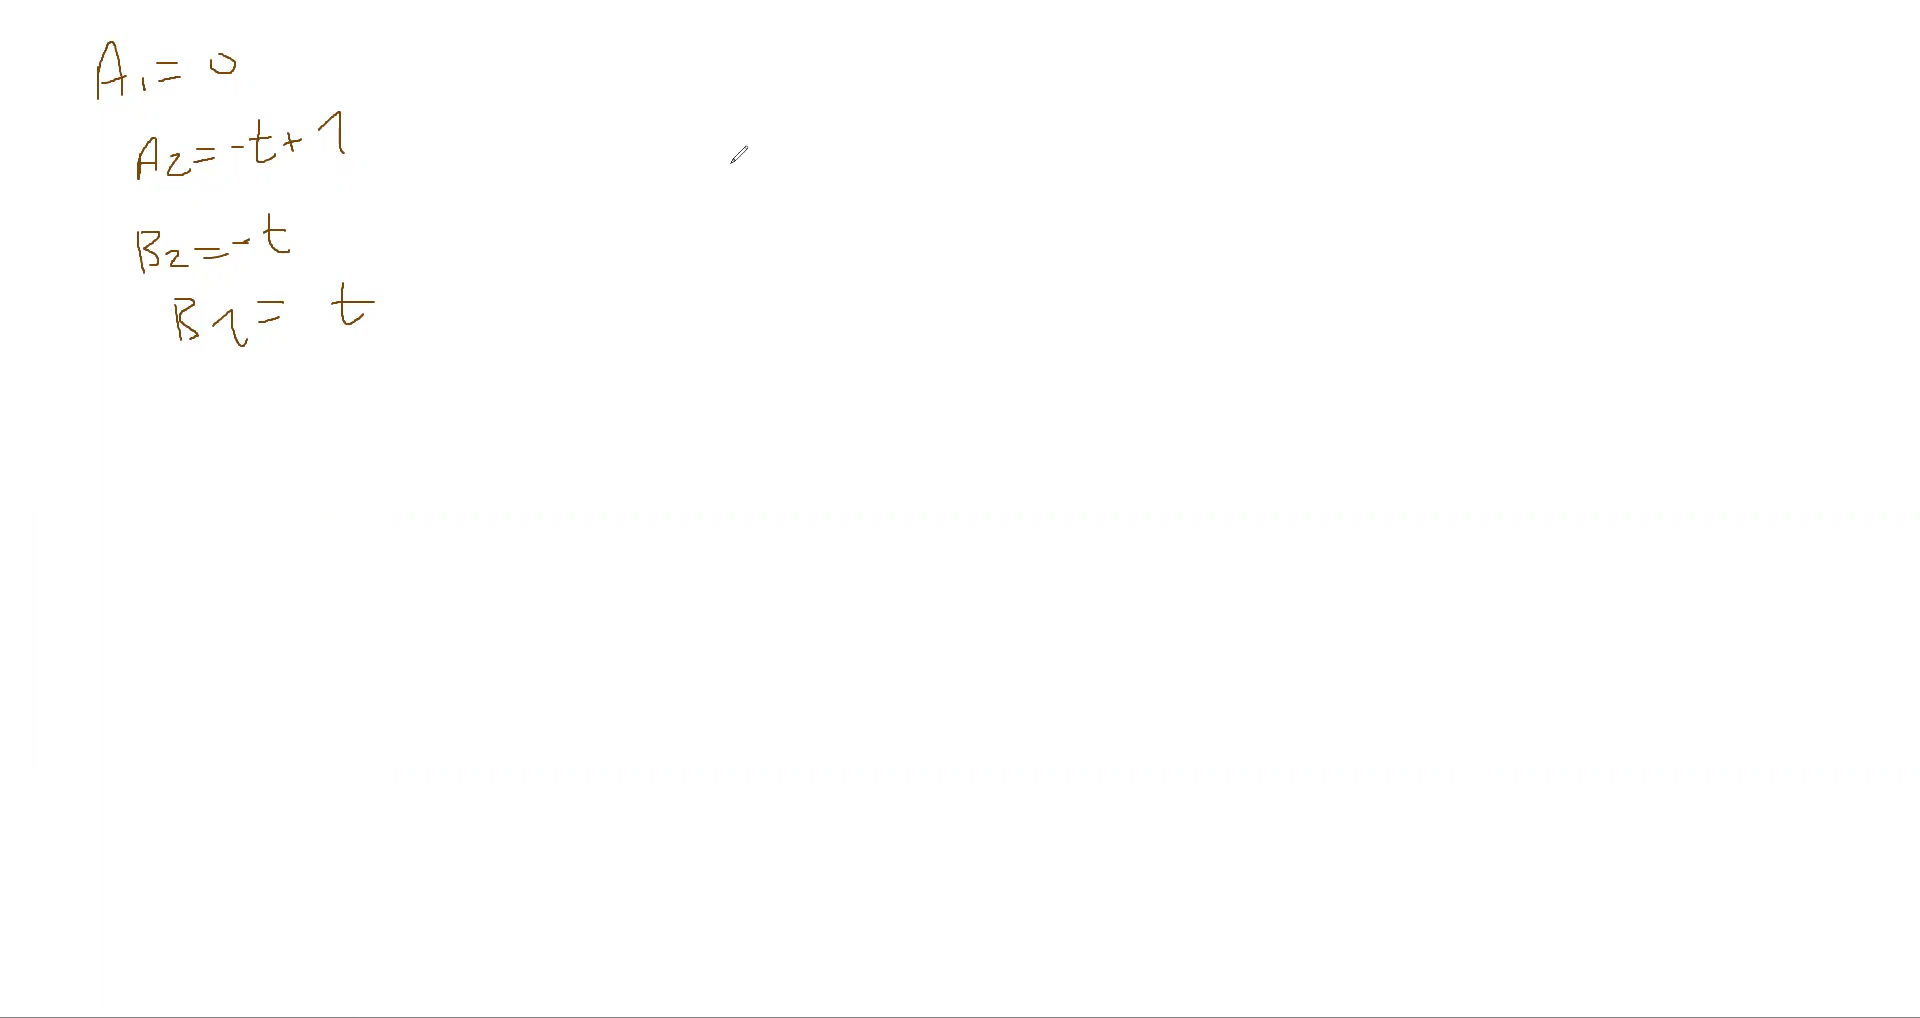 A1 = 0
A2 = -t + 1
B2 = -t
B1 = t